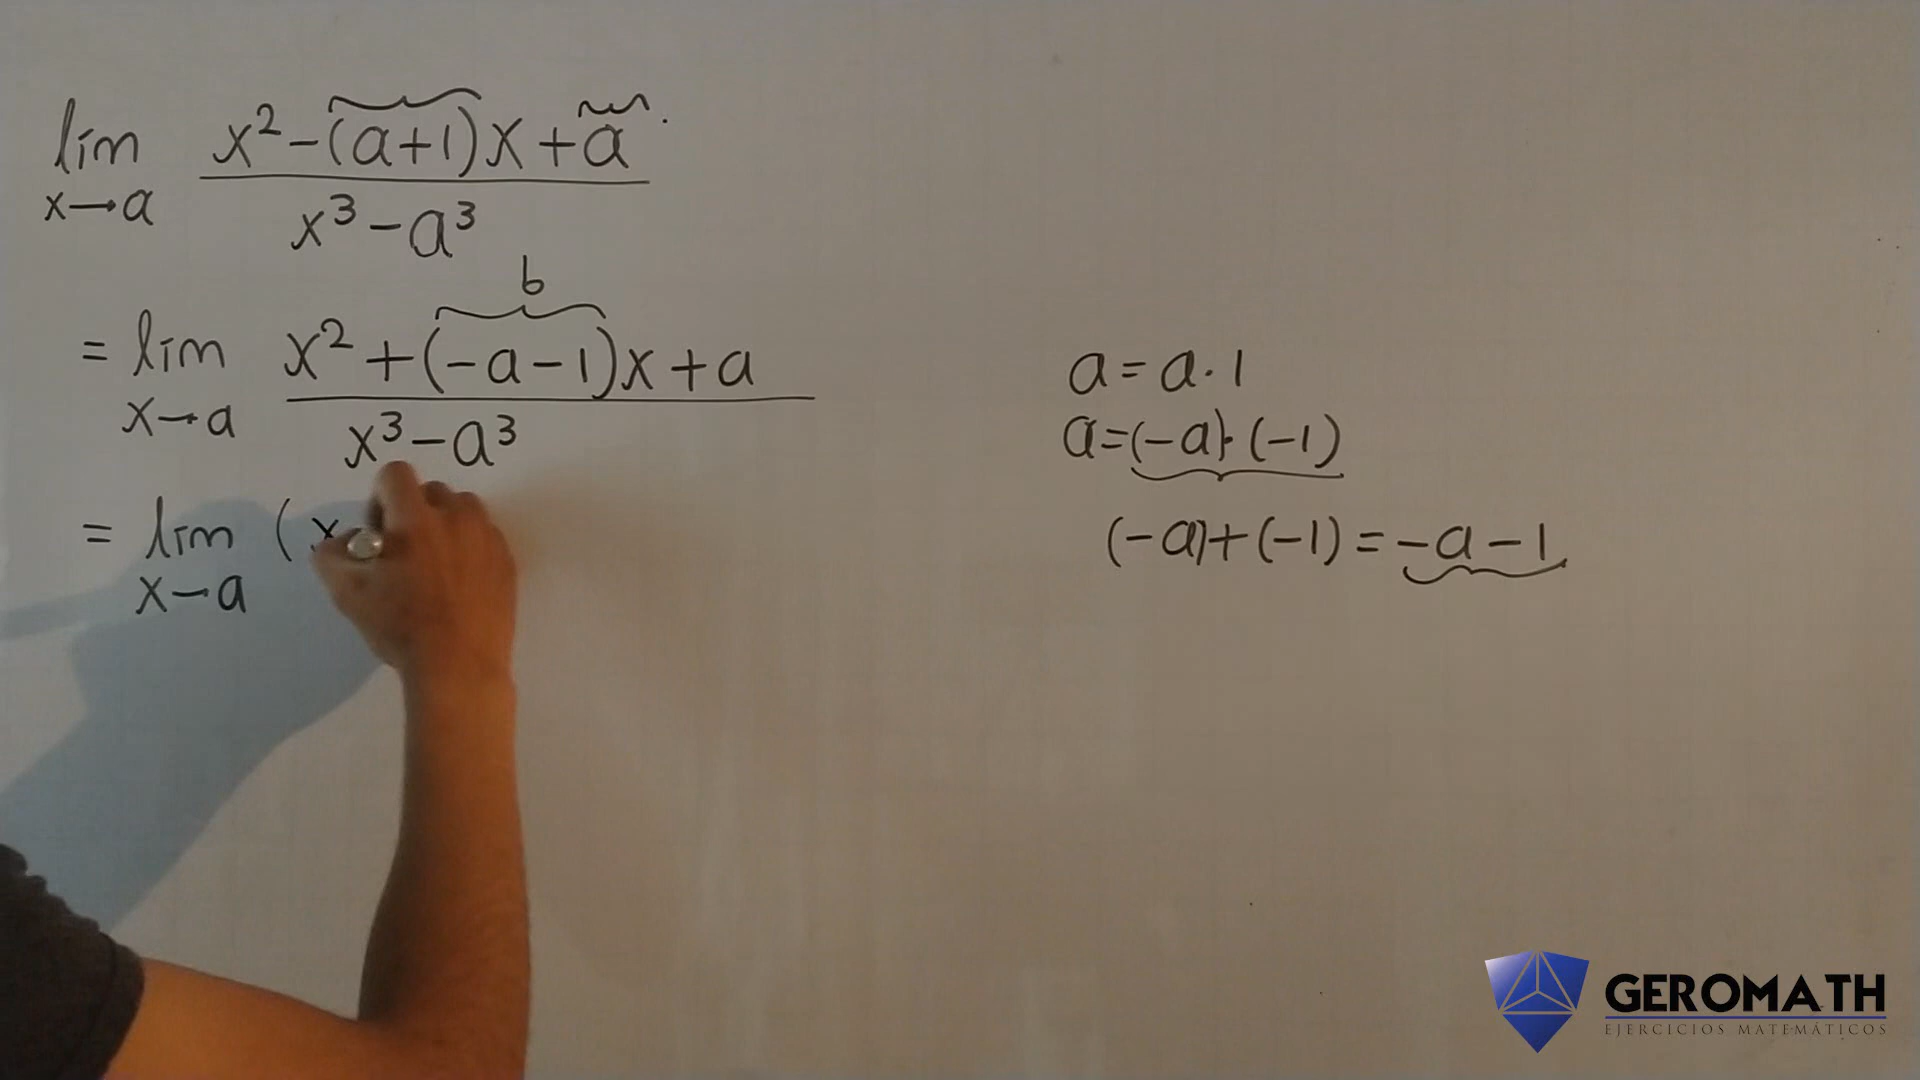 lím x→a x² - (a+1)x + a
x³ - a³
b
= lím x→a x² + (-a-1)x + a
x³ - a³
= lím x→a (x
a = a·1
a = (-a)·(-1)
(-a)+(-1) = -a-1
GEROMATH
EJERCICIOS MATEMÁTICOS